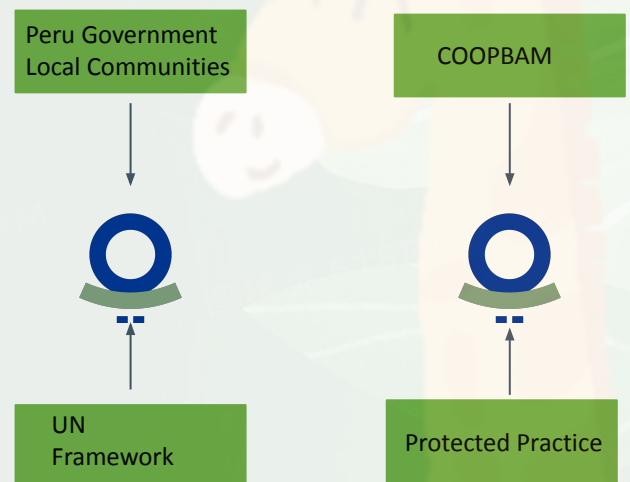 Peru Government
Local Communities
COOPBAM
UN
Framework
Protected Practice